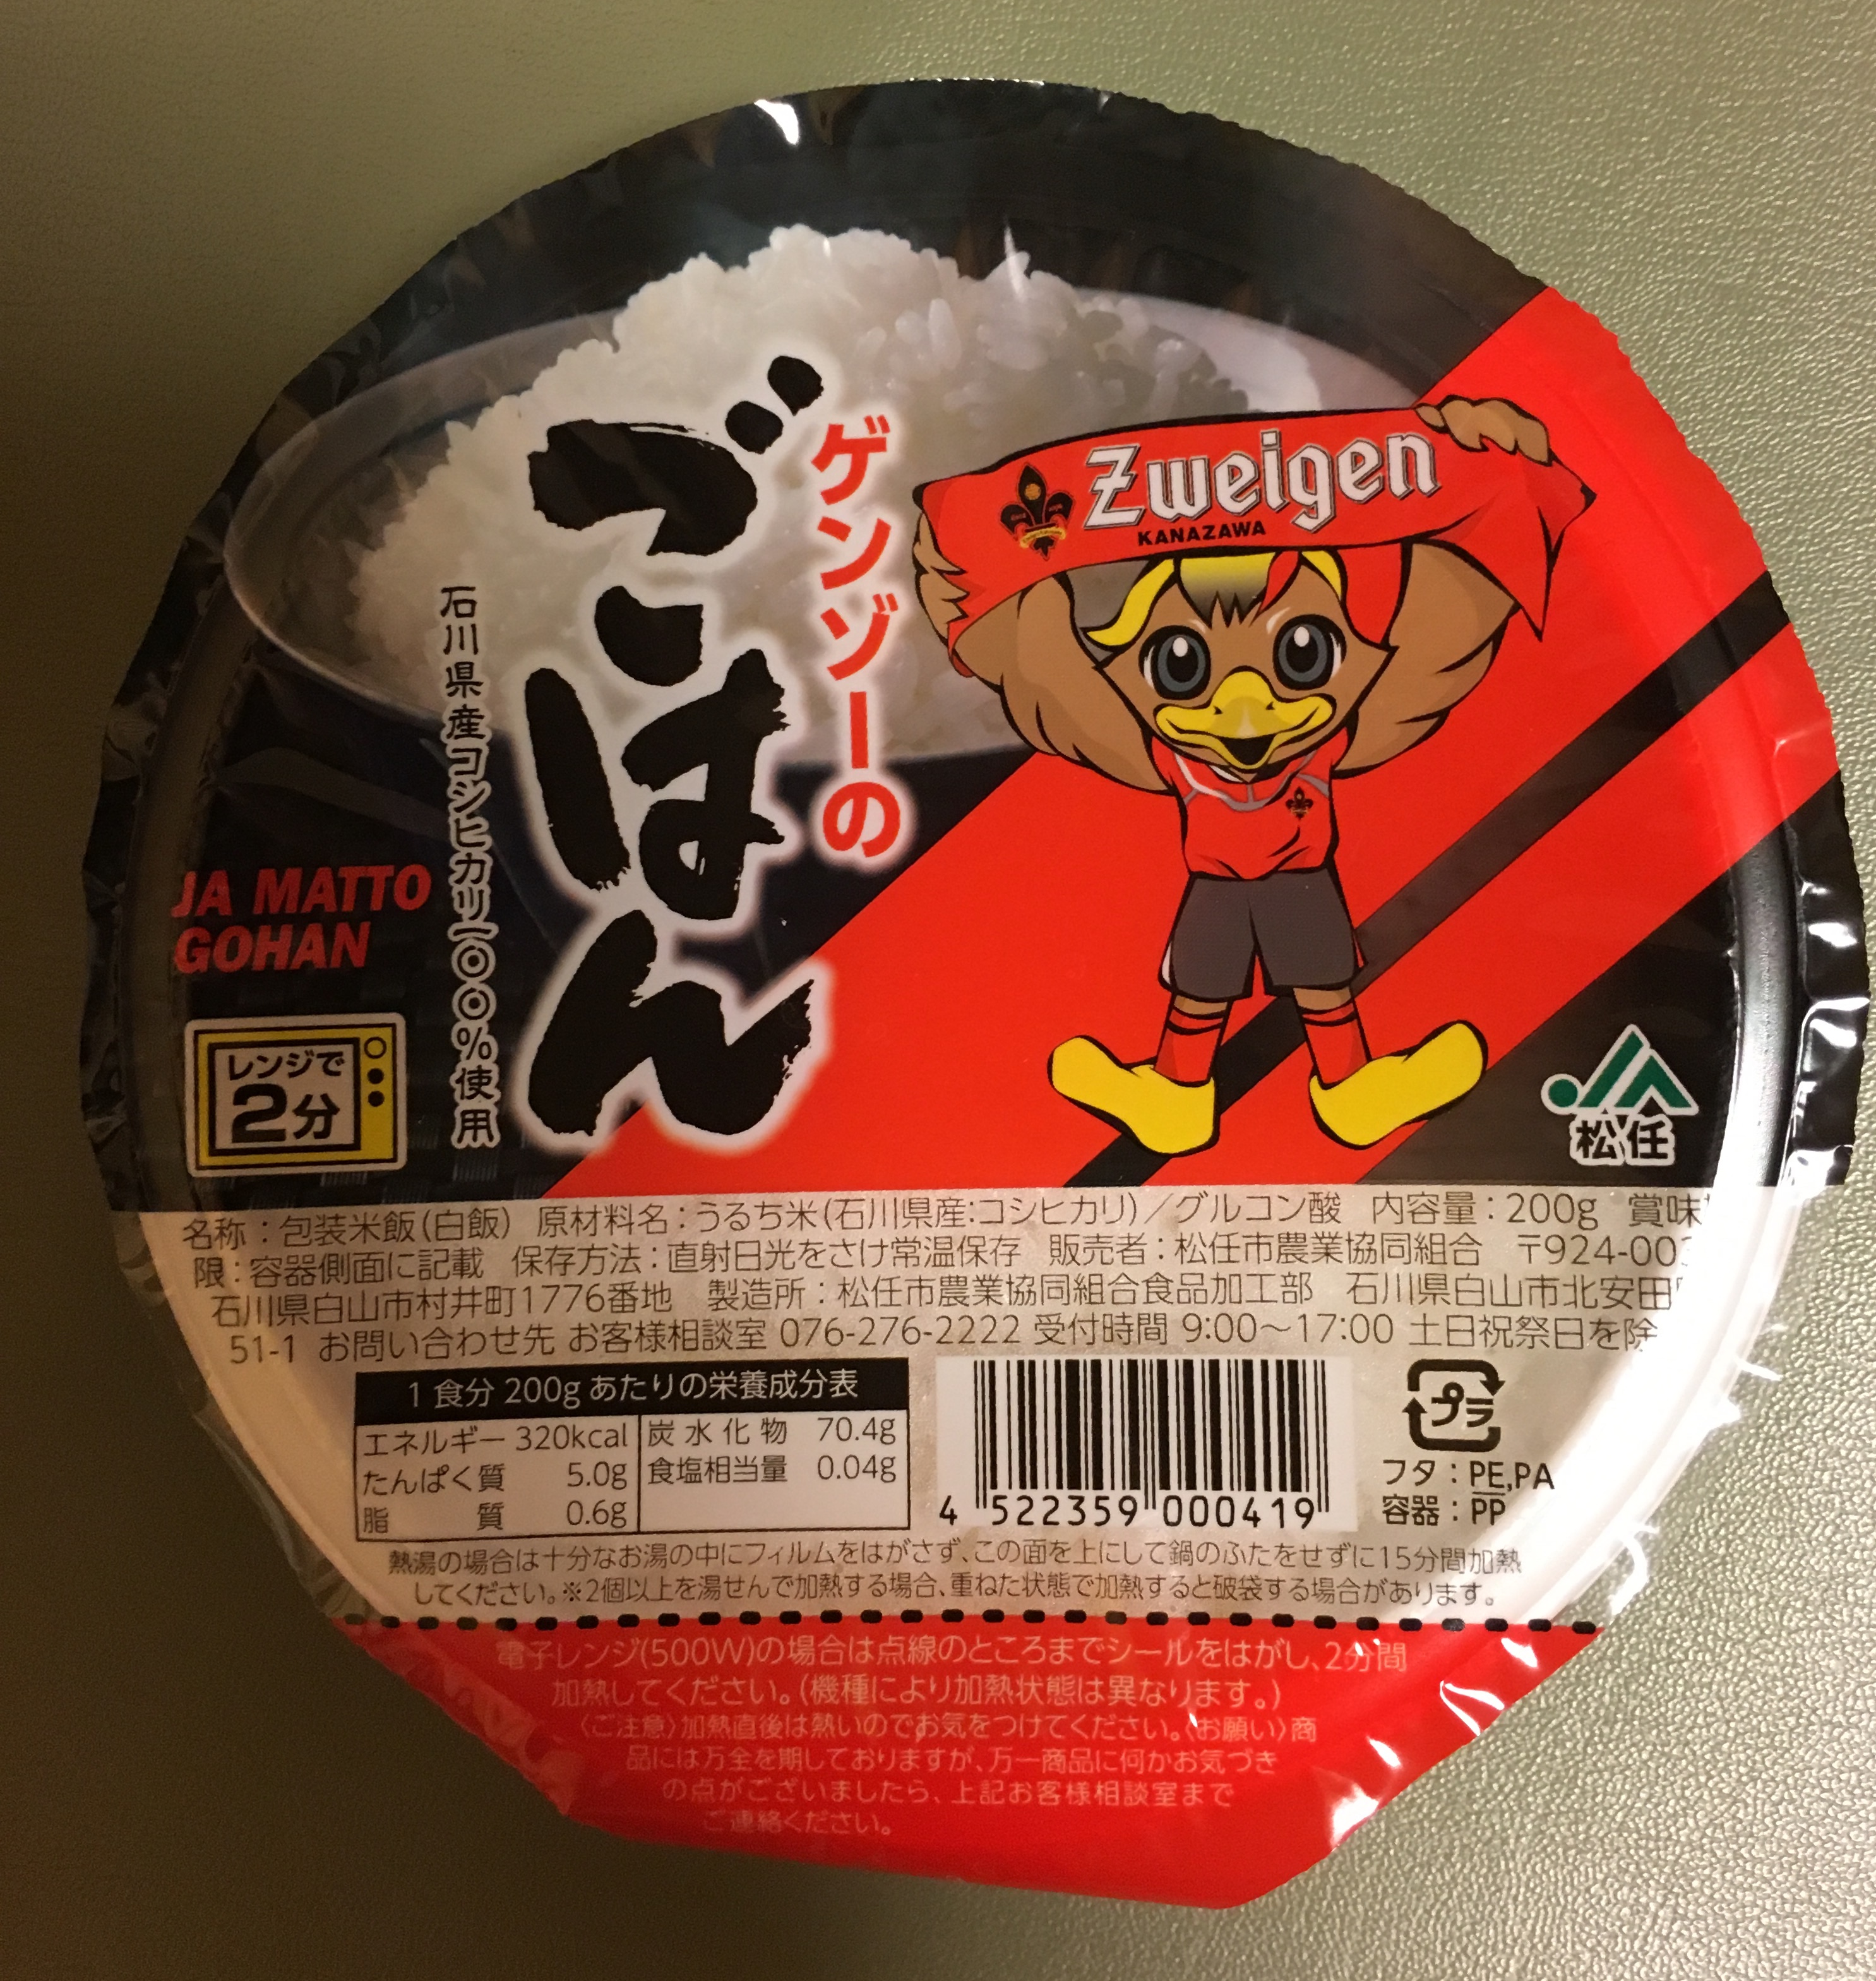 Zweigen
KANAZAWA
ゲンゾーの
ごはん
石川県産コシヒカリ一〇〇%使用
JA MATTO
GOHAN
レンジで
2分
JA
松任
名称：包装米飯(白飯) 原材料名：うるち米(石川県産:コシヒカリ)／グルコン酸 内容量：200g 賞味
限：容器側面に記載 保存方法：直射日光をさけ常温保存 販売者：松任市農業協同組合 〒924-00
石川県白山市村井町1776番地 製造所：松任市農業協同組合食品加工部 石川県白山市北安田
51-1 お問い合わせ先 お客様相談室 076-276-2222 受付時間 9:00～17:00 土日祝祭日を除
1食分 200gあたりの栄養成分表
エネルギー 320kcal 炭水化物 70.4g
たんぱく質 5.0g 食塩相当量 0.04g
脂質 0.6g
4 522359 000419
プラ
フタ：PE,PA
容器：PP
熱湯の場合は十分なお湯の中にフィルムをはがさず、この面を上にして鍋のふたをせずに15分間加熱
してください。※2個以上を湯せんで加熱する場合、重ねた状態で加熱すると破袋する場合があります。
電子レンジ(500W)の場合は点線のところまでシールをはがし、2分間
加熱してください。(機種により加熱状態は異なります。)
〈ご注意〉加熱直後は熱いのでお気をつけてください。〈お願い〉商
品には万全を期しておりますが、万一商品に何かお気づき
の点がございましたら、上記お客様相談室まで
ご連絡ください。